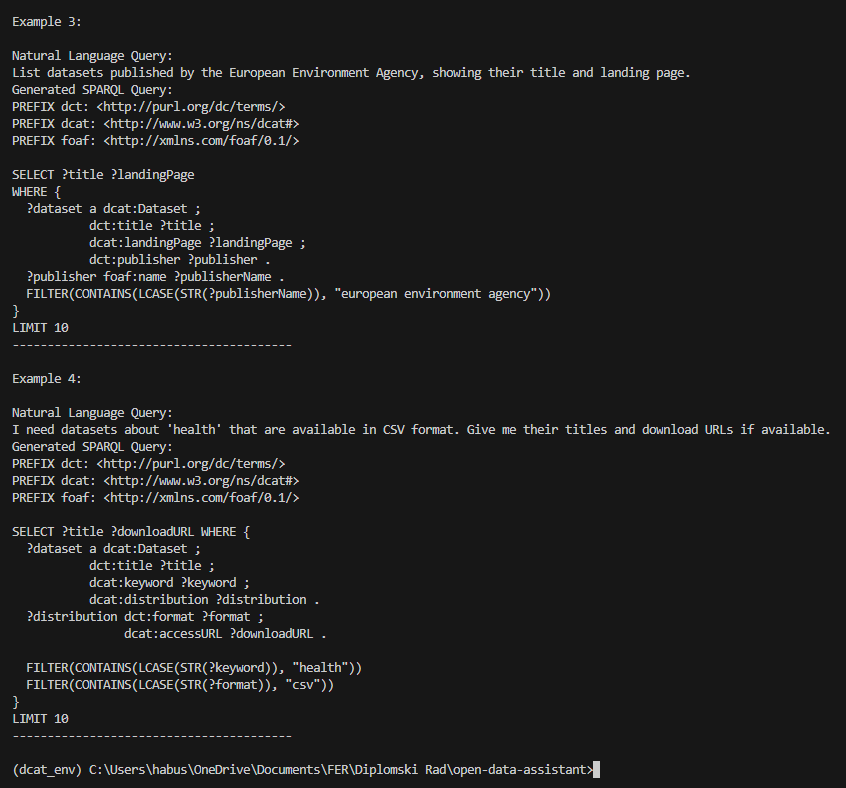 Example 3:
Natural Language Query:
List datasets published by the European Environment Agency, showing their title and landing page.
Generated SPARQL Query:
PREFIX dct: <http://purl.org/dc/terms/>
PREFIX dcat: <http://www.w3.org/ns/dcat#>
PREFIX foaf: <http://xmlns.com/foaf/0.1/>
SELECT ?title ?landingPage
WHERE {
  ?dataset a dcat:Dataset ;
           dct:title ?title ;
           dcat:landingPage ?landingPage ;
           dct:publisher ?publisher .
  ?publisher foaf:name ?publisherName .
  FILTER(CONTAINS(LCASE(STR(?publisherName)), "european environment agency"))
}
LIMIT 10
----------------------------------------
Example 4:
Natural Language Query:
I need datasets about 'health' that are available in CSV format. Give me their titles and download URLs if available.
Generated SPARQL Query:
PREFIX dct: <http://purl.org/dc/terms/>
PREFIX dcat: <http://www.w3.org/ns/dcat#>
PREFIX foaf: <http://xmlns.com/foaf/0.1/>
SELECT ?title ?downloadURL WHERE {
  ?dataset a dcat:Dataset ;
           dct:title ?title ;
           dcat:keyword ?keyword ;
           dcat:distribution ?distribution .
  ?distribution dct:format ?format ;
                dcat:accessURL ?downloadURL .
  FILTER(CONTAINS(LCASE(STR(?keyword)), "health"))
  FILTER(CONTAINS(LCASE(STR(?format)), "csv"))
}
LIMIT 10
----------------------------------------
(dcat_env) C:\Users\habus\OneDrive\Documents\FER\Diplomski Rad\open-data-assistant>